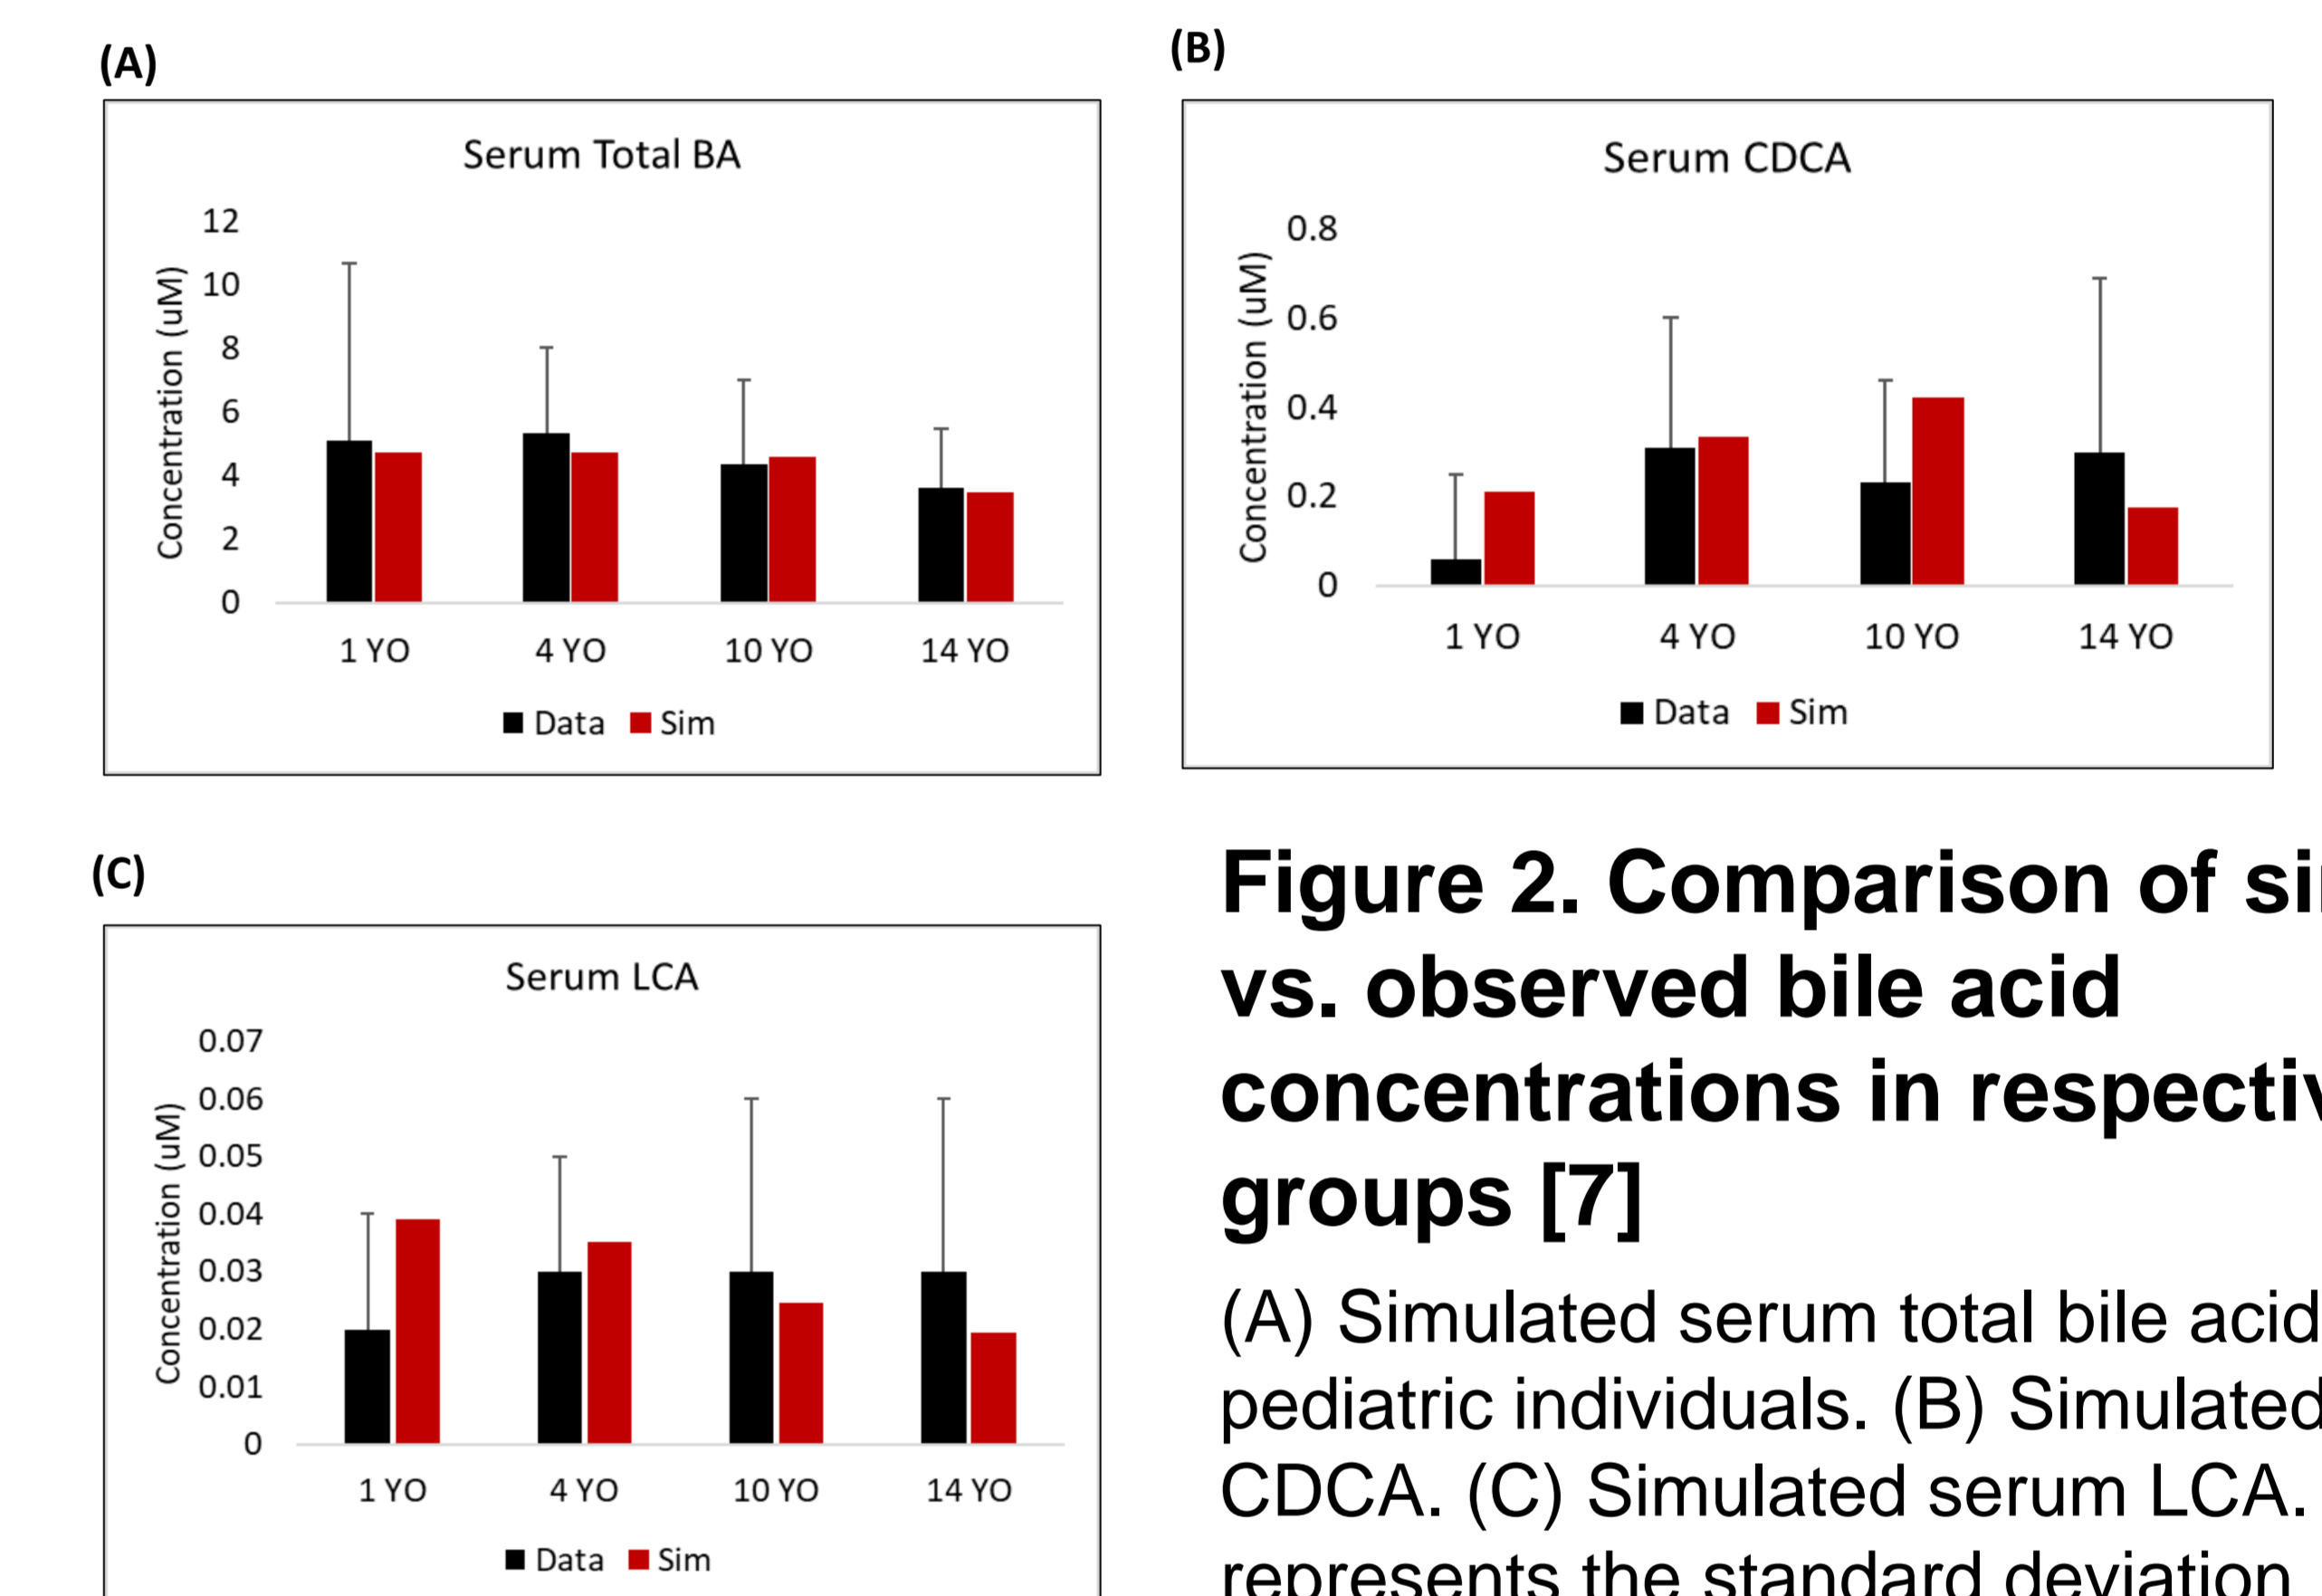 (A)
Serum Total BA
Concentration (uM)
12
10
8
6
4
2
0
1 YO 4 YO 10 YO 14 YO
Data Sim
(B)
Serum CDCA
Concentration (uM)
0.8
0.6
0.4
0.2
0
1 YO 4 YO 10 YO 14 YO
Data Sim
(C)
Serum LCA
Concentration (uM)
0.07
0.06
0.05
0.04
0.03
0.02
0.01
0
1 YO 4 YO 10 YO 14 YO
Data Sim
Figure 2. Comparison of
vs. observed bile acid
concentrations in
groups [7]
(A) Simulated serum total bile acid
pediatric individuals. (B) Simulated
CDCA. (C) Simulated serum LCA.
represents the standard deviation